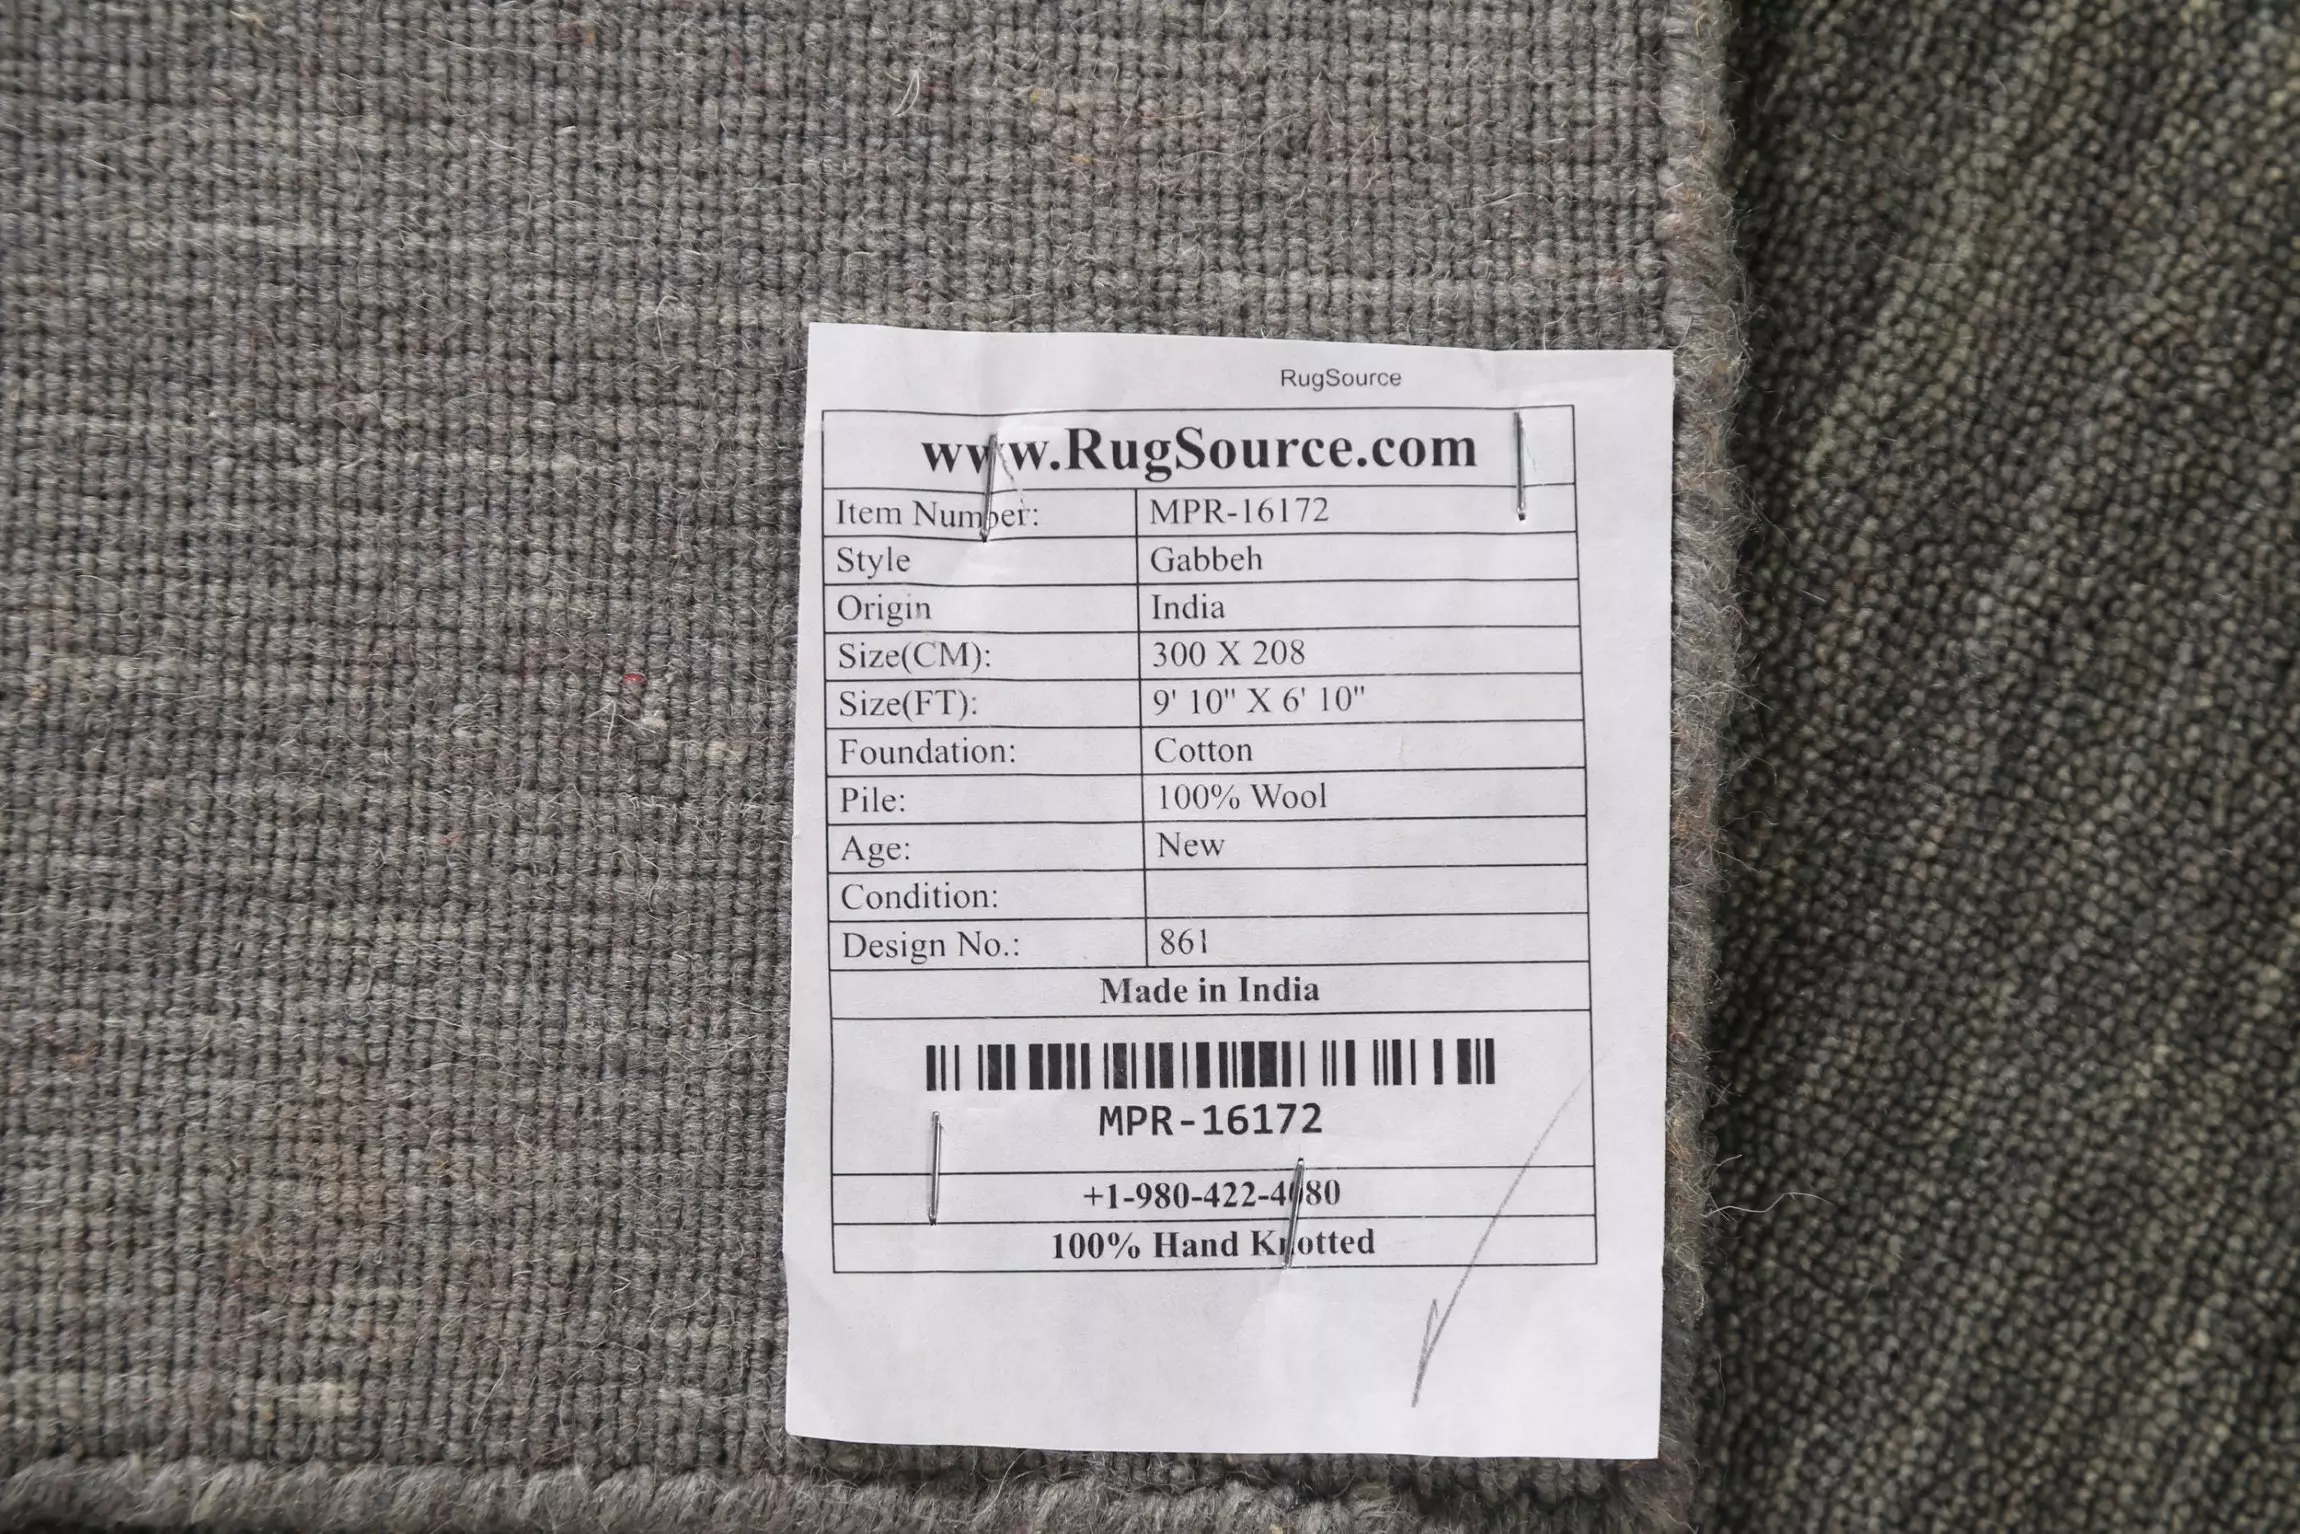 RugSource
www.RugSource.com
Item Number: MPR-16172
Style Gabbeh
Origin India
Size(CM): 300 X 208
Size(FT): 9' 10" X 6' 10"
Foundation: Cotton
Pile: 100% Wool
Age: New
Condition:
Design No.: 861
Made in India
MPR-16172
+1-980-422-4080
100% Hand Knotted